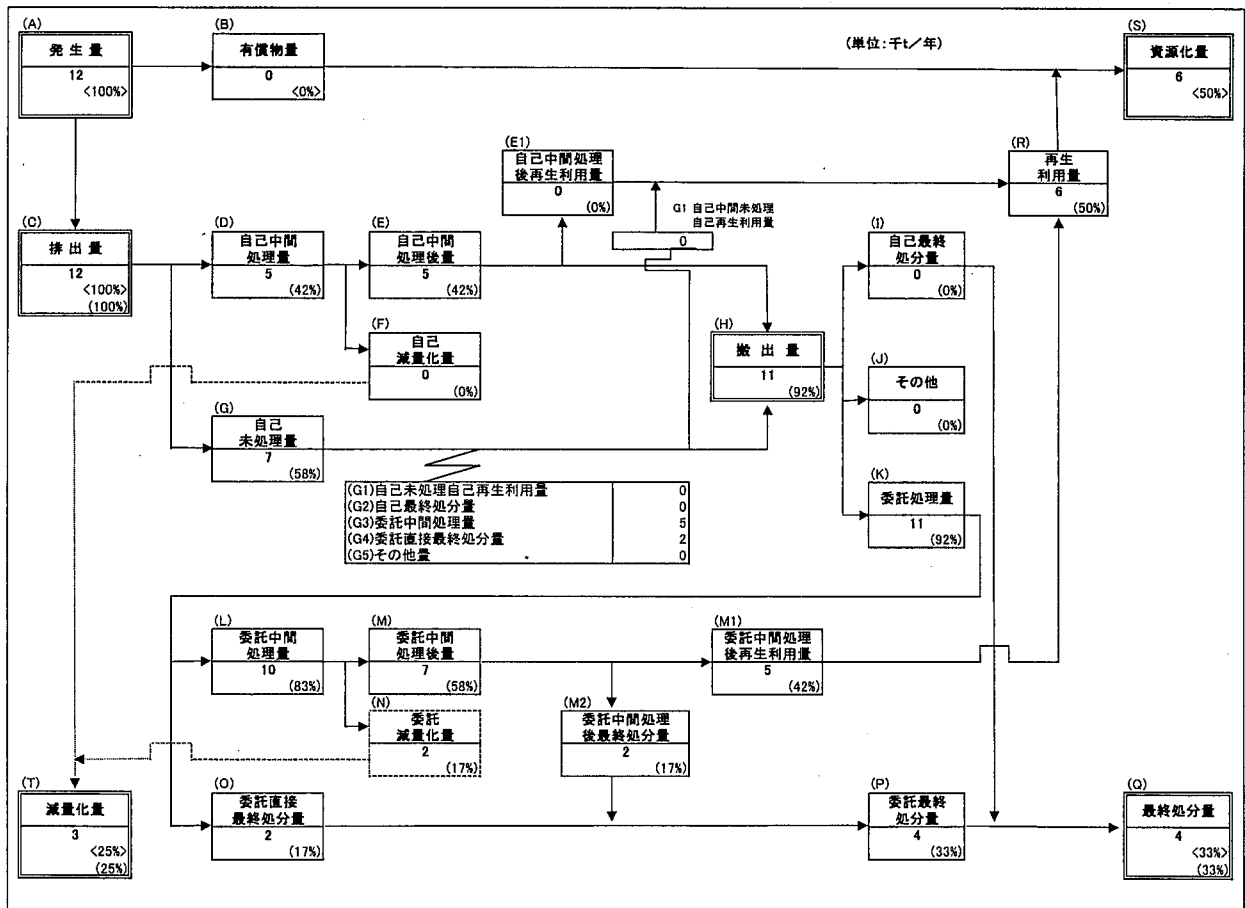 (A)
発生量
12
<100%>
(B)
有償物量
0
<0%>
(単位:千t/年)
(S)
資源化量
6
<50%>
(E1)
自己中間処理
後再生利用量
0
(0%)
G1 自己中間未処理
自己再生利用量
0
(R)
再生
利用量
6
(50%)
(C)
排出量
12
<100%>
(100%)
(D)
自己中間
処理量
5
(42%)
(E)
自己中間
処理後量
5
(42%)
(I)
自己最終
処分量
0
(0%)
(F)
自己
減量化量
0
(0%)
(H)
搬出量
11
(92%)
(J)
その他
0
(0%)
(G)
自己
未処理量
7
(58%)
(G1)自己未処理自己再生利用量 0
(G2)自己最終処分量 0
(G3)委託中間処理量 5
(G4)委託直接最終処分量 2
(G5)その他量 0
(K)
委託処理量
11
(92%)
(L)
委託中間
処理量
10
(83%)
(M)
委託中間
処理後量
7
(58%)
(M1)
委託中間処理
後再生利用量
5
(42%)
(N)
委託
減量化量
2
(17%)
(M2)
委託中間処理
後最終処分量
2
(17%)
(T)
減量化量
3
<25%>
(25%)
(O)
委託直接
最終処分量
2
(17%)
(P)
委託最終
処分量
4
(33%)
(Q)
最終処分量
4
<33%>
(33%)